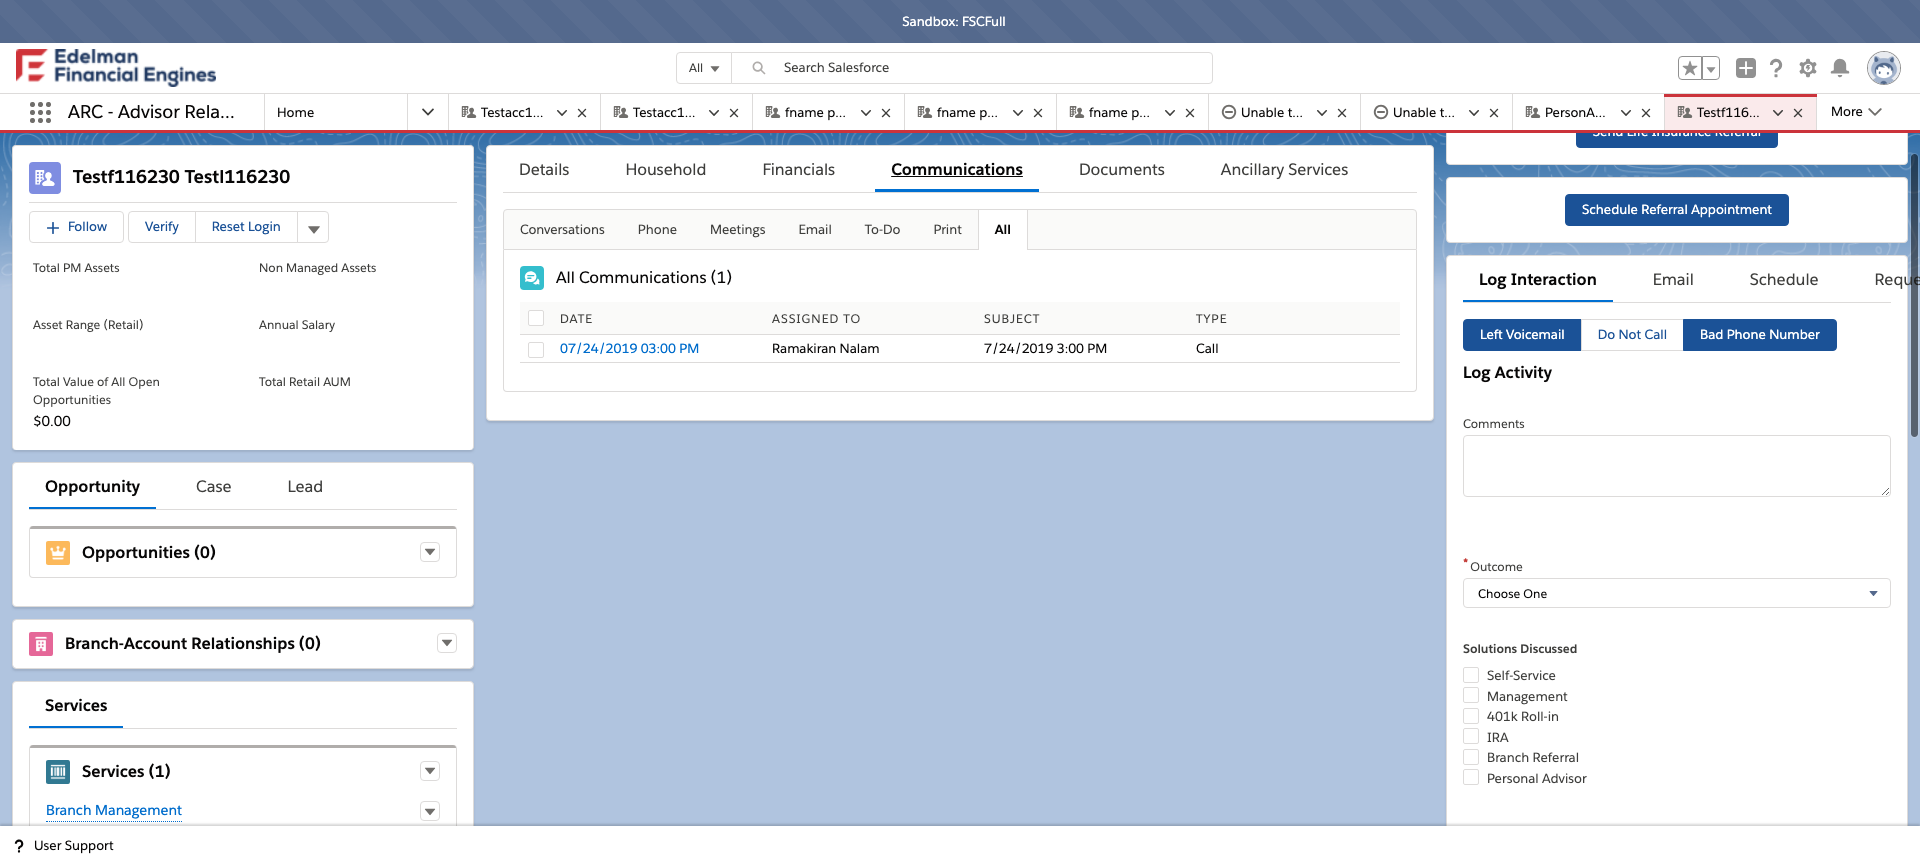 Sandbox: FSCFull
Edelman
Financial Engines
All
Search Salesforce
ARC - Advisor Rela...
Home
Testacc1...
Testacc1...
fname p...
fname p...
fname p...
Unable t...
Unable t...
PersonA...
Testf116...
More
Testf116230 Testl116230
Follow
Verify
Reset Login
Total PM Assets
Non Managed Assets
Asset Range (Retail)
Annual Salary
Total Value of All Open
Opportunities
Total Retail AUM
$0.00
Opportunity
Case
Lead
Opportunities (0)
Branch-Account Relationships (0)
Services
Services (1)
Branch Management
Details
Household
Financials
Communications
Documents
Ancillary Services
Conversations
Phone
Meetings
Email
To-Do
Print
All
All Communications (1)
DATE
ASSIGNED TO
SUBJECT
TYPE
07/24/2019 03:00 PM
Ramakiran Nalam
7/24/2019 3:00 PM
Call
Send Life Insurance Referral
Schedule Referral Appointment
Log Interaction
Email
Schedule
Reque
Left Voicemail
Do Not Call
Bad Phone Number
Log Activity
Comments
* Outcome
Choose One
Solutions Discussed
Self-Service
Management
401k Roll-in
IRA
Branch Referral
Personal Advisor
? User Support